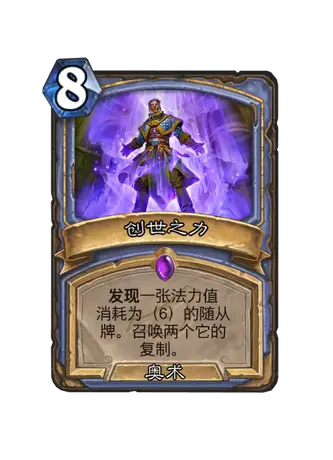 8
创世之力
发现一张法力值
消耗为（6）的随从
牌。召唤两个它的
复制。
奥术